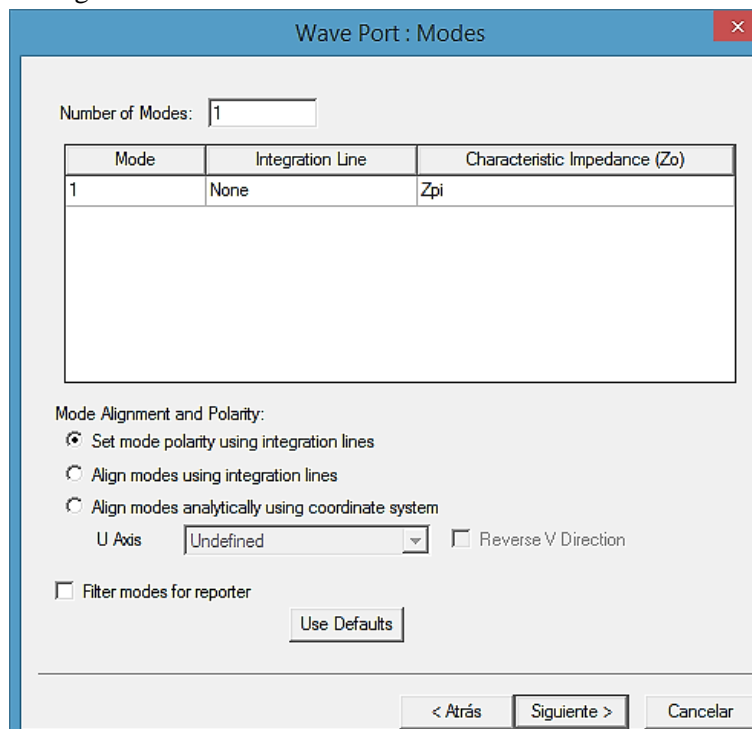 Wave Port : Modes
Number of Modes: 1
Mode Integration Line Characteristic Impedance (Zo)
1 None Zpi
Mode Alignment and Polarity:
Set mode polarity using integration lines
Align modes using integration lines
Align modes analytically using coordinate system
U Axis Undefined Reverse V Direction
Filter modes for reporter
Use Defaults
< Atrás Siguiente > Cancelar